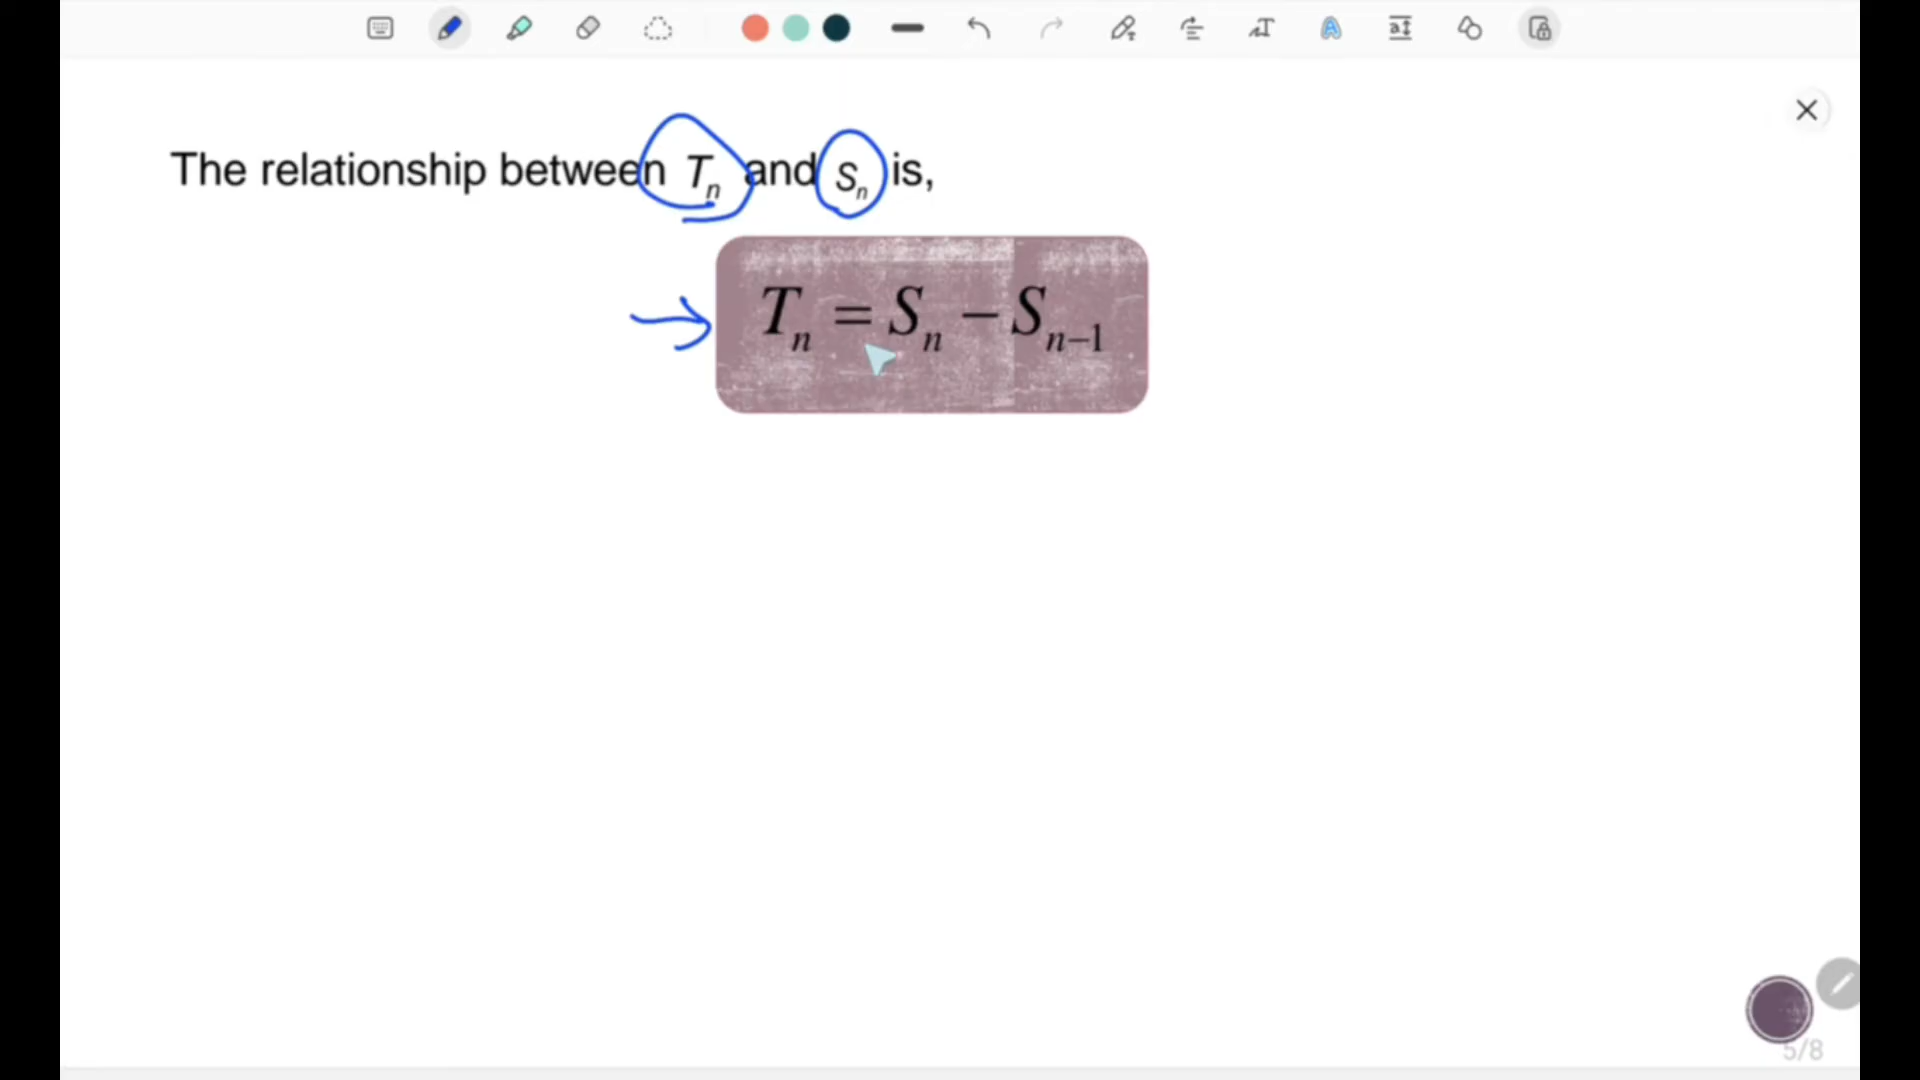 The relationship between Tₙ and Sₙ is,
Tₙ = Sₙ − Sₙ₋₁
5/8